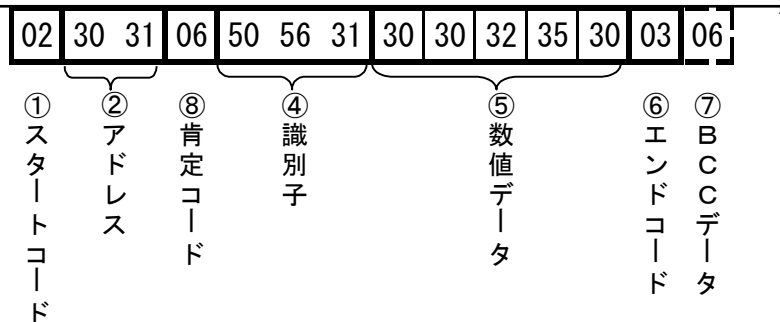 02 30 31 06 50 56 31 30 30 32 35 30 03 06
① ② ⑧ ④ ⑤ ⑥ ⑦
スタートコード
アドレス
肯定コード
識別子
数値データ
エンドコード
ＢＣＣデータ